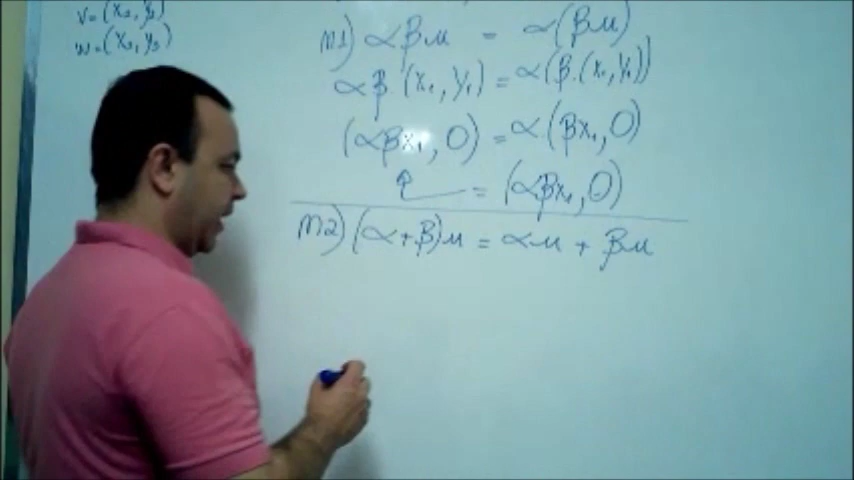 v=(x₂, y₂)
w=(x₃, y₃)
M1) αβu = α(βu)
αβ.(x₁, y₁) = α(β.(x₁, y₁))
(αβx₁, 0) = α.(βx₁, 0)
= (αβx₁, 0)
M2) (α+β)u = αu + βu